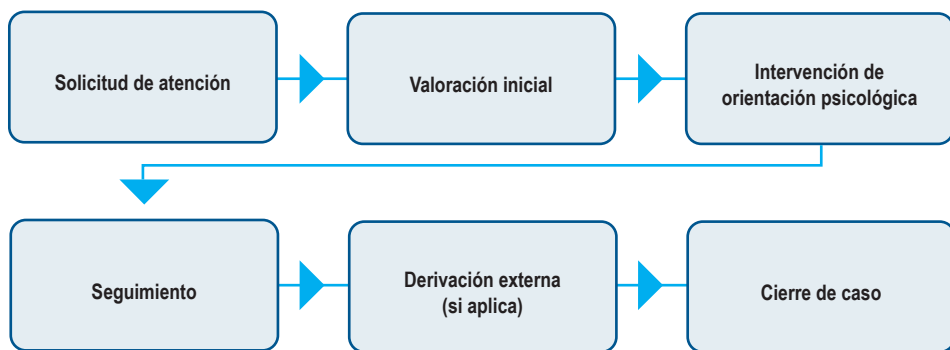 Solicitud de atención
Valoración inicial
Intervención de
orientación psicológica
Seguimiento
Derivación externa
(si aplica)
Cierre de caso